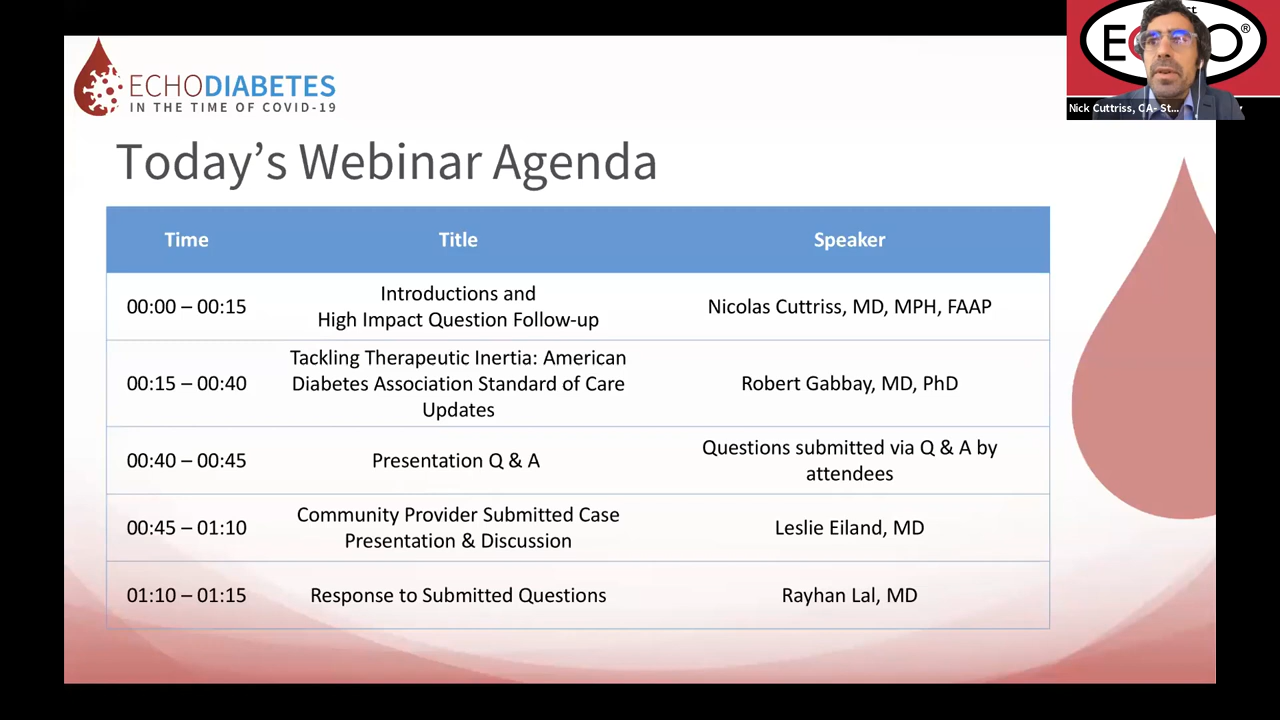 ECHODIABETES
IN THE TIME OF COVID-19
Nick Cuttriss, CA- St...
Today's Webinar Agenda
Time Title Speaker
00:00 – 00:15
Introductions and
High Impact Question Follow-up
Nicolas Cuttriss, MD, MPH, FAAP
00:15 – 00:40
Tackling Therapeutic Inertia: American
Diabetes Association Standard of Care
Updates
Robert Gabbay, MD, PhD
00:40 – 00:45
Presentation Q & A
Questions submitted via Q & A by
attendees
00:45 – 01:10
Community Provider Submitted Case
Presentation & Discussion
Leslie Eiland, MD
01:10 – 01:15
Response to Submitted Questions
Rayhan Lal, MD